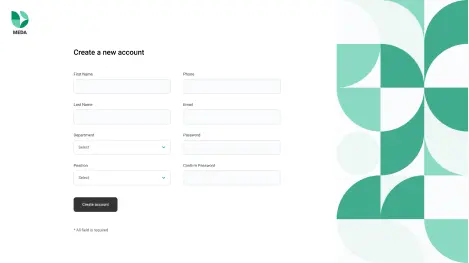 MEDA
Create a new account
First Name
Phone
Last Name
Email
Department
Password
Select
Position
Confirm Password
Select
Create account
* All field is required